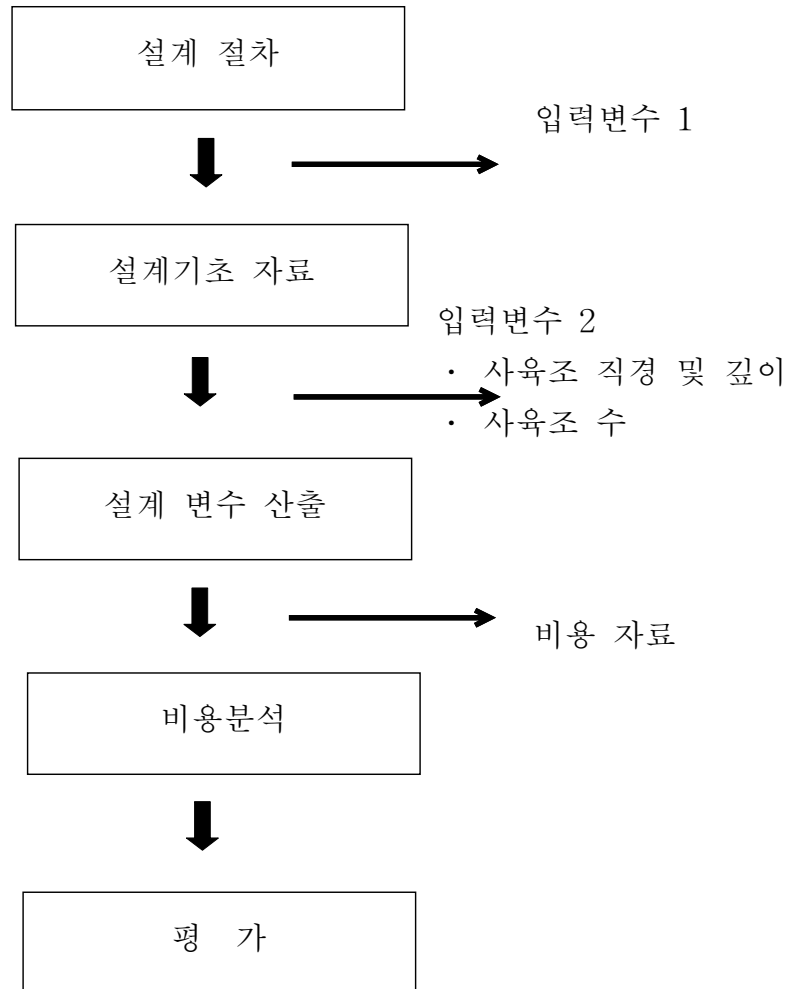 설계 절차
입력변수 1
설계기초 자료
입력변수 2
· 사육조 직경 및 깊이
· 사육조 수
설계 변수 산출
비용 자료
비용분석
평 가